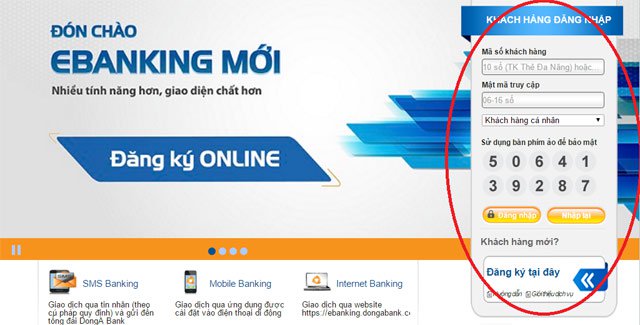 ĐÓN CHÀO
EBANKING MỚI
Nhiều tính năng hơn, giao diện chất hơn
Đăng ký ONLINE
KHÁCH HÀNG ĐĂNG NHẬP
Mã số khách hàng
10 số (TK Thẻ Đa Năng) hoặc...
Mật mã truy cập
06-16 số
Khách hàng cá nhân
Sử dụng bàn phím ảo để bảo mật
5 0 6 4 1
3 9 2 8 7
Đăng nhập Nhập lại
Khách hàng mới?
Đăng ký tại đây
Hướng dẫn Giới thiệu dịch vụ
SMS Banking
Giao dịch qua tin nhắn (theo
cú pháp quy định) và gửi đến
tổng đài DongA Bank
Mobile Banking
Giao dịch qua ứng dụng được
cài đặt vào điện thoại di động
Internet Banking
Giao dịch qua website
https://ebanking.dongabank.c